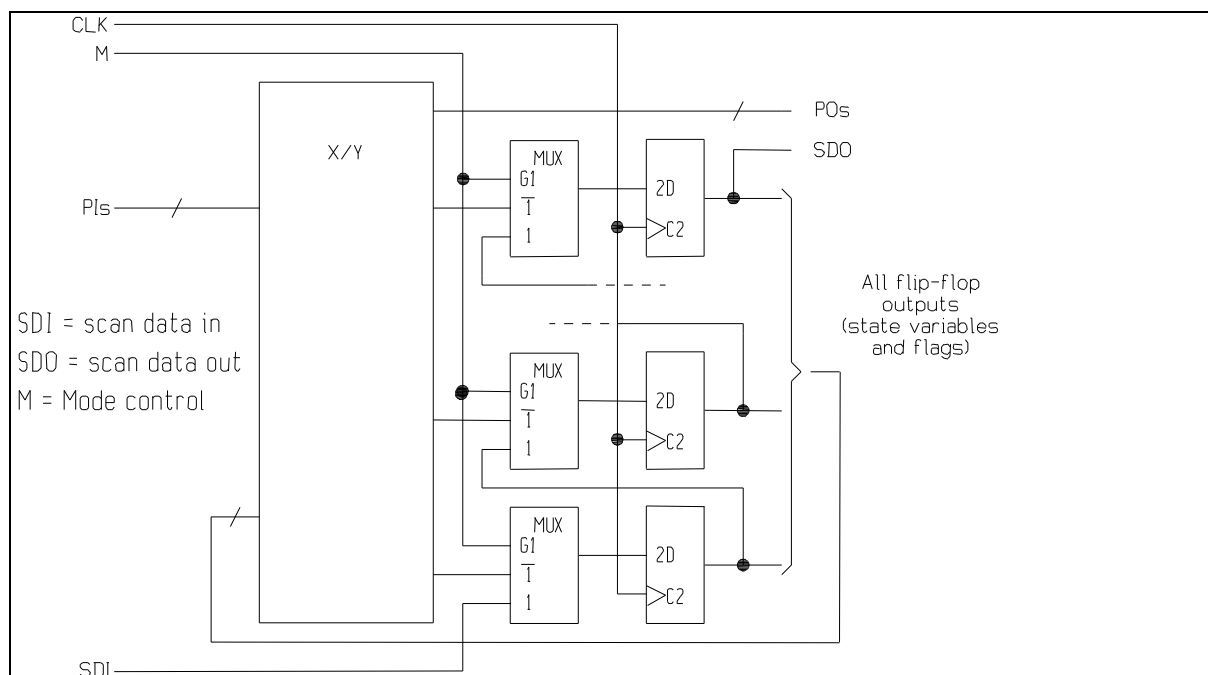 CLK
M
POs
X/Y
MUX
SDO
G1
1
1
2D
C2
PIs
All flip-flop
outputs
(state variables
and flags)
SDI = scan data in
SDO = scan data out
M = Mode control
MUX
G1
1
1
2D
C2
MUX
G1
1
1
2D
C2
SDI